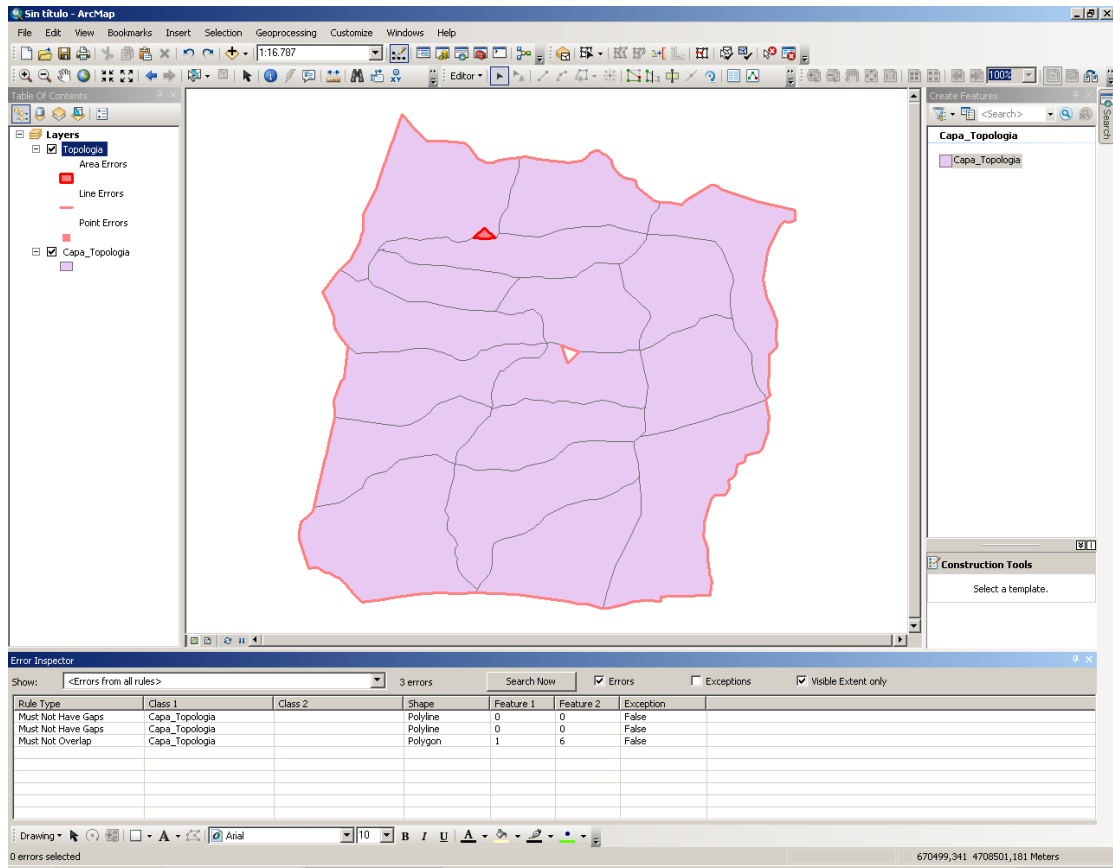 Sin título - ArcMap
File Edit View Bookmarks Insert Selection Geoprocessing Customize Windows Help
1:16.787
Editor
100%
Table Of Contents
Layers
Topologia
Area Errors
Line Errors
Point Errors
Capa_Topologia
Create Features
<Search>
Capa_Topologia
Capa_Topologia
Search
Construction Tools
Select a template.
Error Inspector
Show: <Errors from all rules> 3 errors Search Now Errors Exceptions Visible Extent only
Rule Type Class 1 Class 2 Shape Feature 1 Feature 2 Exception
Must Not Have Gaps Capa_Topologia Polyline 0 0 False
Must Not Have Gaps Capa_Topologia Polyline 0 0 False
Must Not Overlap Capa_Topologia Polygon 1 6 False
Drawing A Arial 10 B I U A
0 errors selected 670499,341 4708501,181 Meters